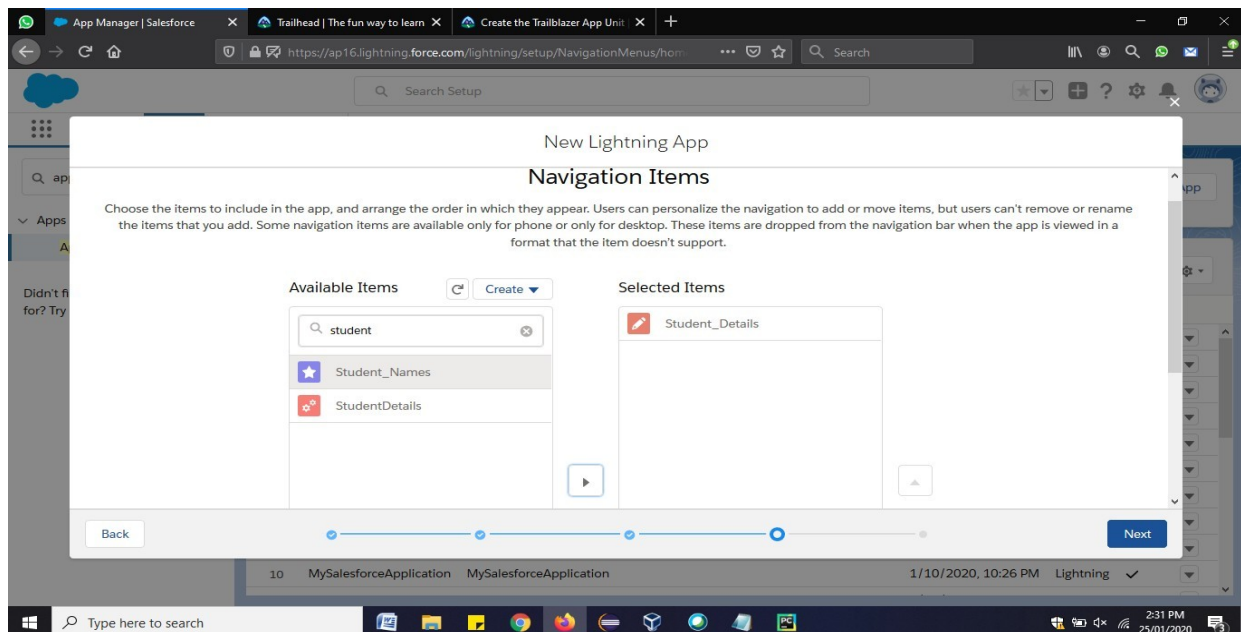 App Manager | Salesforce
Trailhead | The fun way to learn
Create the Trailblazer App Unit |
https://ap16.lightning.force.com/lightning/setup/NavigationMenus/hom
Search
Search Setup
New Lightning App
ap
App
Navigation Items
Choose the items to include in the app, and arrange the order in which they appear. Users can personalize the navigation to add or move items, but users can't remove or rename
the items that you add. Some navigation items are available only for phone or only for desktop. These items are dropped from the navigation bar when the app is viewed in a
format that the item doesn't support.
Apps
A
Didn't fi
for? Try
Available Items
Create
Selected Items
student
Student_Details
Student_Names
StudentDetails
Back
Next
10 MySalesforceApplication MySalesforceApplication 1/10/2020, 10:26 PM Lightning
Type here to search
PC
2:31 PM
25/01/2020
3